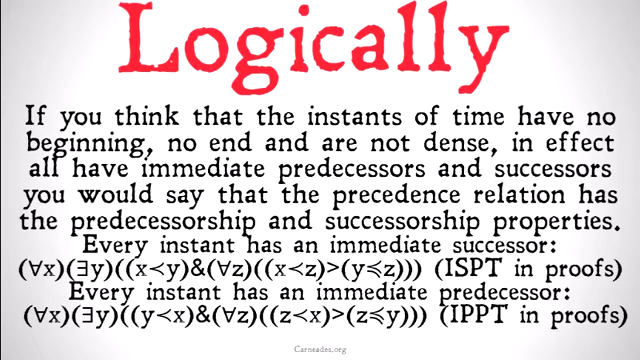 Logically
If you think that the instants of time have no
beginning, no end and are not dense, in effect
all have immediate predecessors and successors
you would say that the precedence relation has
the predecessorship and successorship properties.
Every instant has an immediate successor:
(∀x)(∃y)((x≺y)&(∀z)((x≺z)>(y≼z))) (ISPT in proofs)
Every instant has an immediate predecessor:
(∀x)(∃y)((y≺x)&(∀z)((z≺x)>(z≼y))) (IPPT in proofs)
Carneades.org